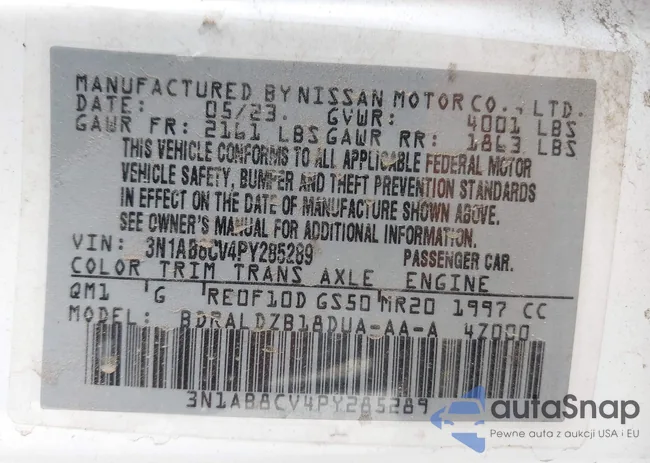 MANUFACTURED BY NISSAN MOTOR CO., LTD.
DATE: 05/23. GVWR: 4001 LBS
GAWR FR: 2161 LBS GAWR RR: 1863 LBS
THIS VEHICLE CONFORMS TO ALL APPLICABLE FEDERAL MOTOR
VEHICLE SAFETY, BUMPER AND THEFT PREVENTION STANDARDS
IN EFFECT ON THE DATE OF MANUFACTURE SHOWN ABOVE.
SEE OWNER'S MANUAL FOR ADDITIONAL INFORMATION.
VIN: 3N1AB8CV4PY285289 PASSENGER CAR.
COLOR TRIM TRANS AXLE ENGINE
QM1 G RE0F10D GS50 MR20 1997 CC
MODEL: BDRALDZB18DUA-AA-A 47000
3N1AB8CV4PY285289
autaSnap
Pewne auta z aukcji USA i EU